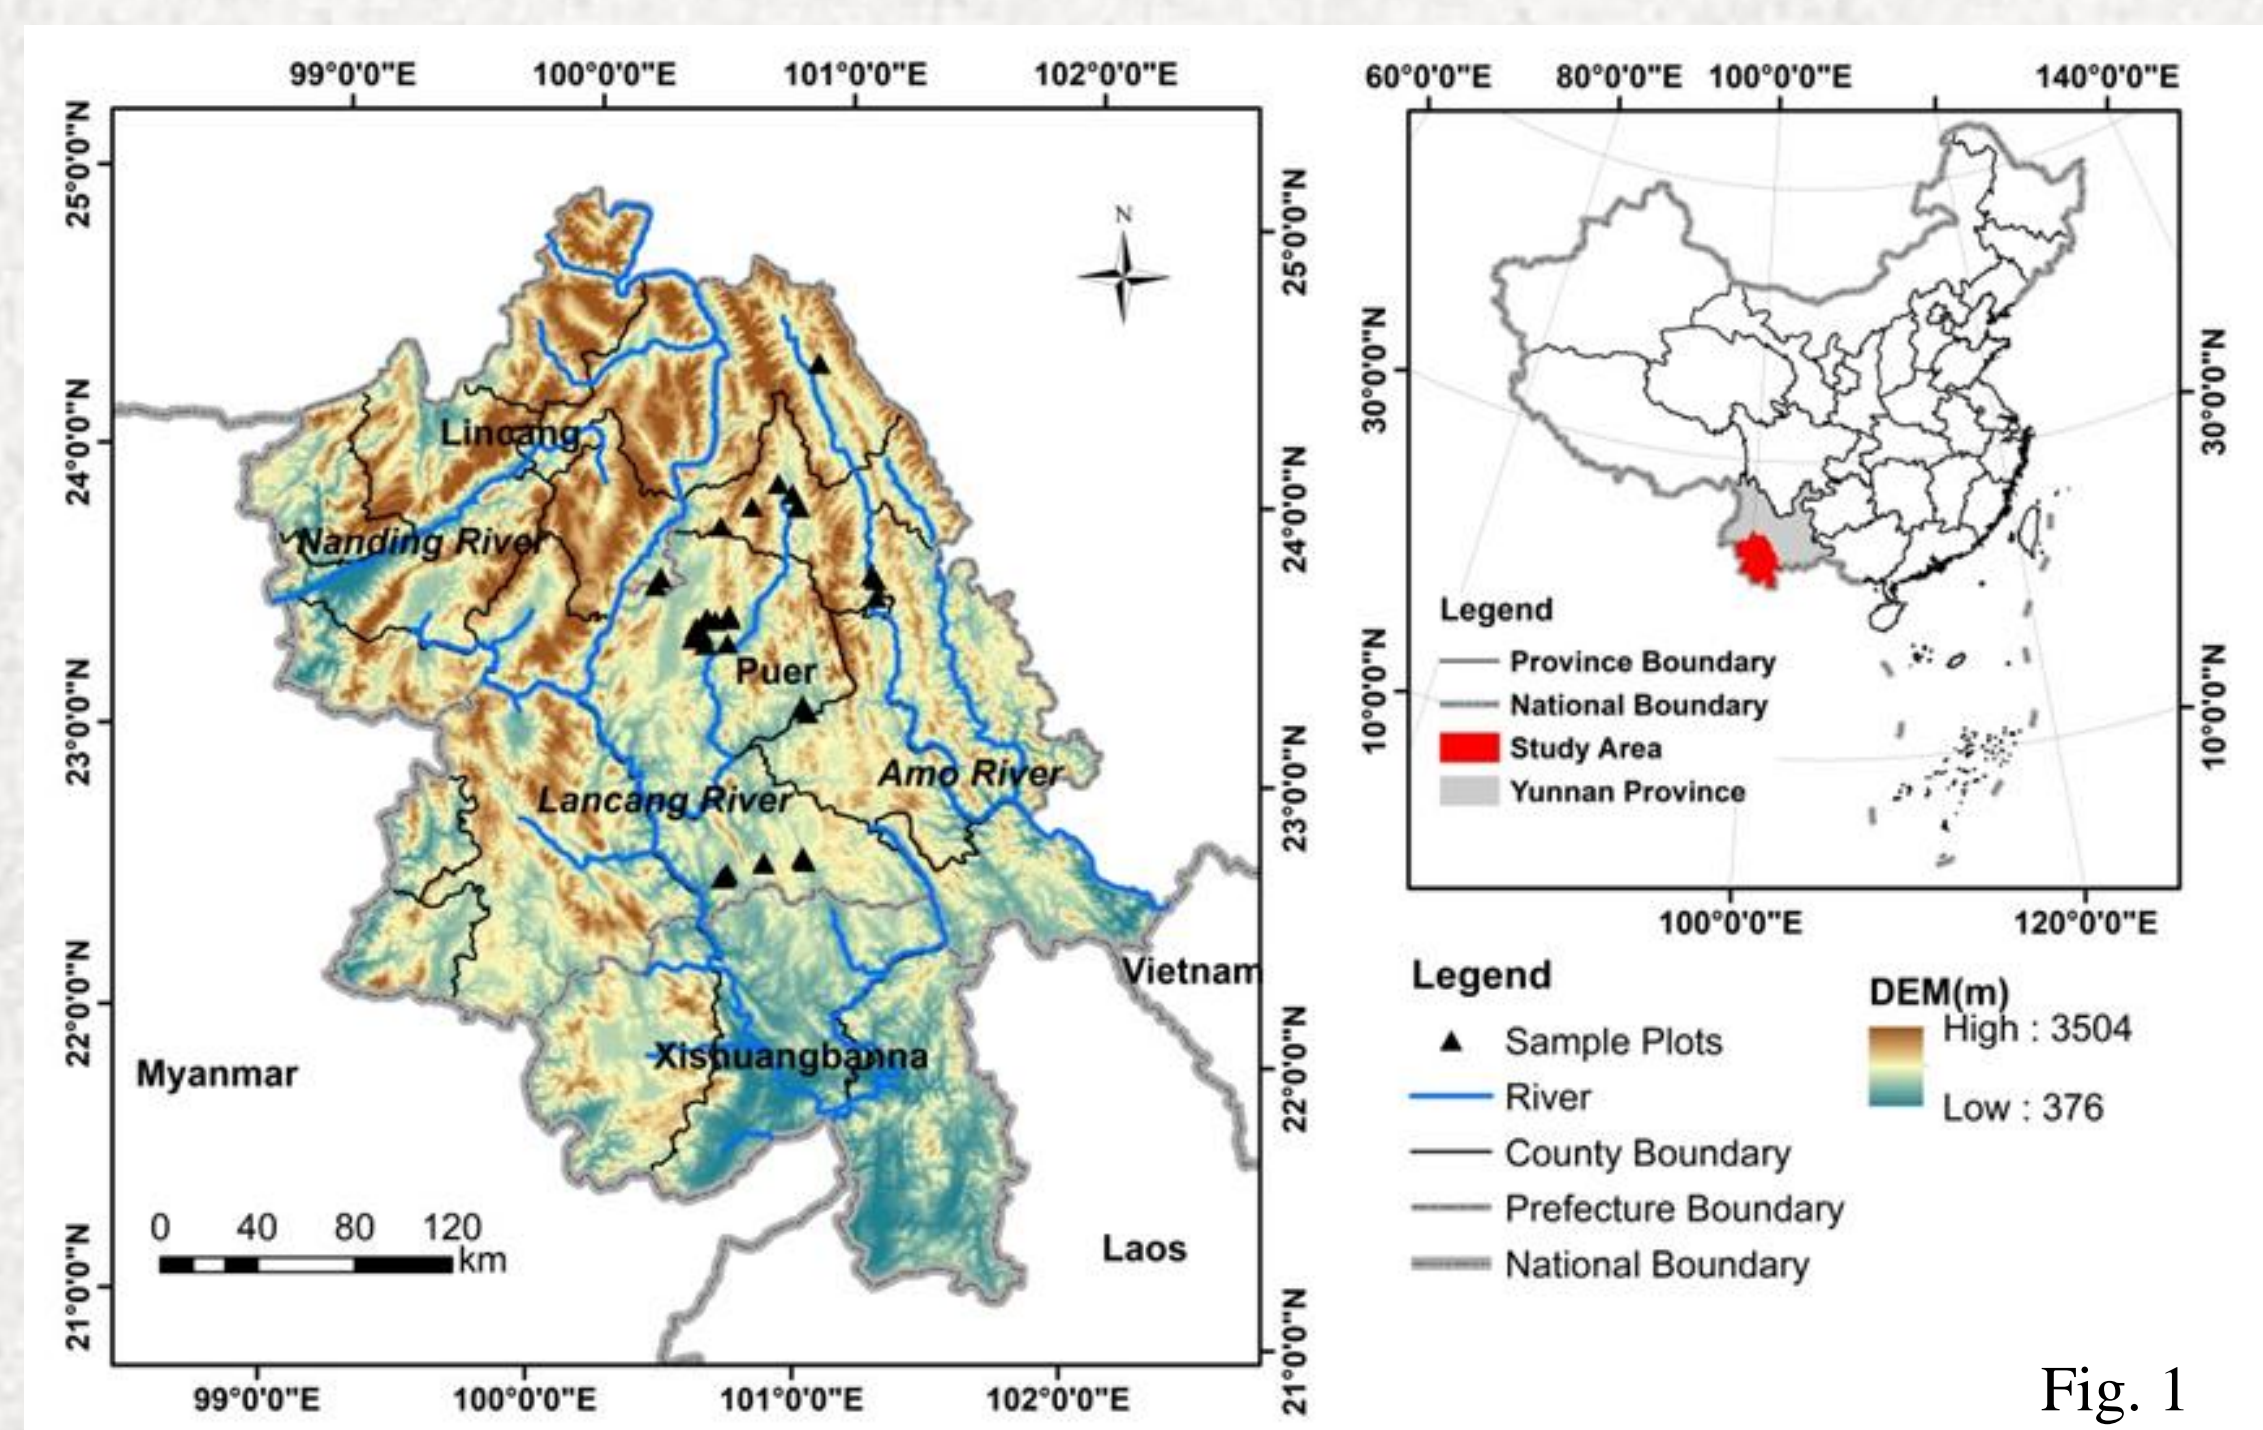 99°0'0"E 100°0'0"E 101°0'0"E 102°0'0"E
25°0'0"N
24°0'0"N
23°0'0"N
22°0'0"N
21°0'0"N
N
Lincang
Nanding River
Puer
Amo River
Lancang River
Vietnam
Xishuangbanna
Myanmar
Laos
0 40 80 120
km
25°0'0"N
24°0'0"N
23°0'0"N
22°0'0"N
21°0'0"N
99°0'0"E 100°0'0"E 101°0'0"E 102°0'0"E
60°0'0"E 80°0'0"E 100°0'0"E 140°0'0"E
30°0'0"N
10°0'0"N
Legend
Province Boundary
National Boundary
Study Area
Yunnan Province
30°0'0"N
10°0'0"N
100°0'0"E 120°0'0"E
Legend
Sample Plots
River
County Boundary
Prefecture Boundary
National Boundary
DEM(m)
High : 3504
Low : 376
Fig. 1